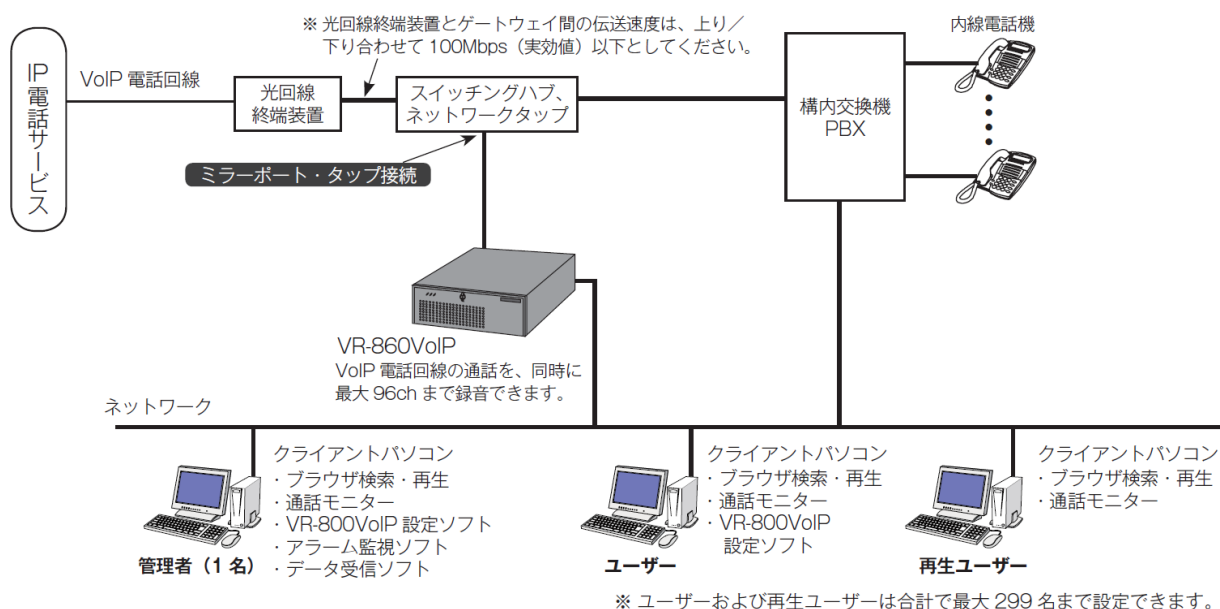 ※ 光回線終端装置とゲートウェイ間の伝送速度は、上り／
下り合わせて 100Mbps（実効値）以下としてください。
内線電話機
IP電話サービス
VoIP 電話回線
光回線
終端装置
スイッチングハブ、
ネットワークタップ
構内交換機
PBX
ミラーポート・タップ接続
VR-860VoIP
VoIP 電話回線の通話を、同時に
最大 96ch まで録音できます。
ネットワーク
クライアントパソコン
・ブラウザ検索・再生
・通話モニター
・VR-800VoIP 設定ソフト
・アラーム監視ソフト
・データ受信ソフト
管理者（1 名）
クライアントパソコン
・ブラウザ検索・再生
・通話モニター
・VR-800VoIP
設定ソフト
ユーザー
クライアントパソコン
・ブラウザ検索・再生
・通話モニター
再生ユーザー
※ ユーザーおよび再生ユーザーは合計で最大 299 名まで設定できます。